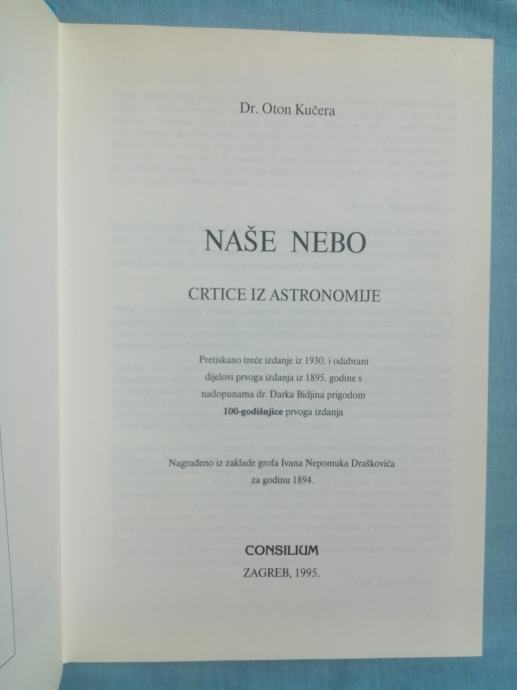 Dr. Oton Kučera
NAŠE NEBO
CRTICE IZ ASTRONOMIJE
Pretiskano treće izdanje iz 1930. i odabrani
dijelovi prvoga izdanja iz 1895. godine s
nadopunama dr. Darka Bidjina prigodom
100-godišnjice prvoga izdanja
Nagrađeno iz zaklade grofa Ivana Nepomuka Draškovića
za godinu 1894.
CONSILIUM
ZAGREB, 1995.